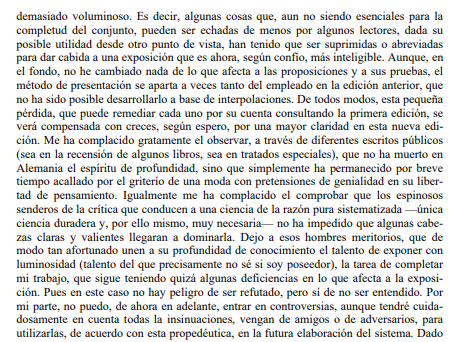 demasiado voluminoso. Es decir, algunas cosas que, aun no siendo esenciales para la
completud del conjunto, pueden ser echadas de menos por algunos lectores, dada su
posible utilidad desde otro punto de vista, han tenido que ser suprimidas o abreviadas
para dar cabida a una exposición que es ahora, según confío, más inteligible. Aunque, en
el fondo, no he cambiado nada de lo que afecta a las proposiciones y a sus pruebas, el
método de presentación se aparta a veces tanto del empleado en la edición anterior, que
no ha sido posible desarrollarlo a base de interpolaciones. De todos modos, esta pequeña
pérdida, que puede remediar cada uno por su cuenta consultando la primera edición, se
verá compensada con creces, según espero, por una mayor claridad en esta nueva edi-
ción. Me ha complacido gratamente el observar, a través de diferentes escritos públicos
(sea en la recensión de algunos libros, sea en tratados especiales), que no ha muerto en
Alemania el espíritu de profundidad, sino que simplemente ha permanecido por breve
tiempo acallado por el griterío de una moda con pretensiones de genialidad en su liber-
tad de pensamiento. Igualmente me ha complacido el comprobar que los espinosos
senderos de la crítica que conducen a una ciencia de la razón pura sistematizada —única
ciencia duradera y, por ello mismo, muy necesaria— no ha impedido que algunas cabe-
zas claras y valientes llegaran a dominarla. Dejo a esos hombres meritorios, que de
modo tan afortunado unen a su profundidad de conocimiento el talento de exponer con
luminosidad (talento del que precisamente no sé si soy poseedor), la tarea de completar
mi trabajo, que sigue teniendo quizá algunas deficiencias en lo que afecta a la exposi-
ción. Pues en este caso no hay peligro de ser refutado, pero sí de no ser entendido. Por
mi parte, no puedo, de ahora en adelante, entrar en controversias, aunque tendré cuida-
dosamente en cuenta todas las insinuaciones, vengan de amigos o de adversarios, para
utilizarlas, de acuerdo con esta propedéutica, en la futura elaboración del sistema. Dado